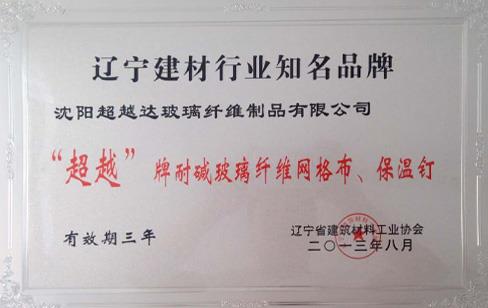 辽宁建材行业知名品牌
沈阳超越达玻璃纤维制品有限公司
“超越”牌耐碱玻璃纤维网格布、保温钉
有效期三年
辽宁省建筑材料工业协会
二〇一三年八月